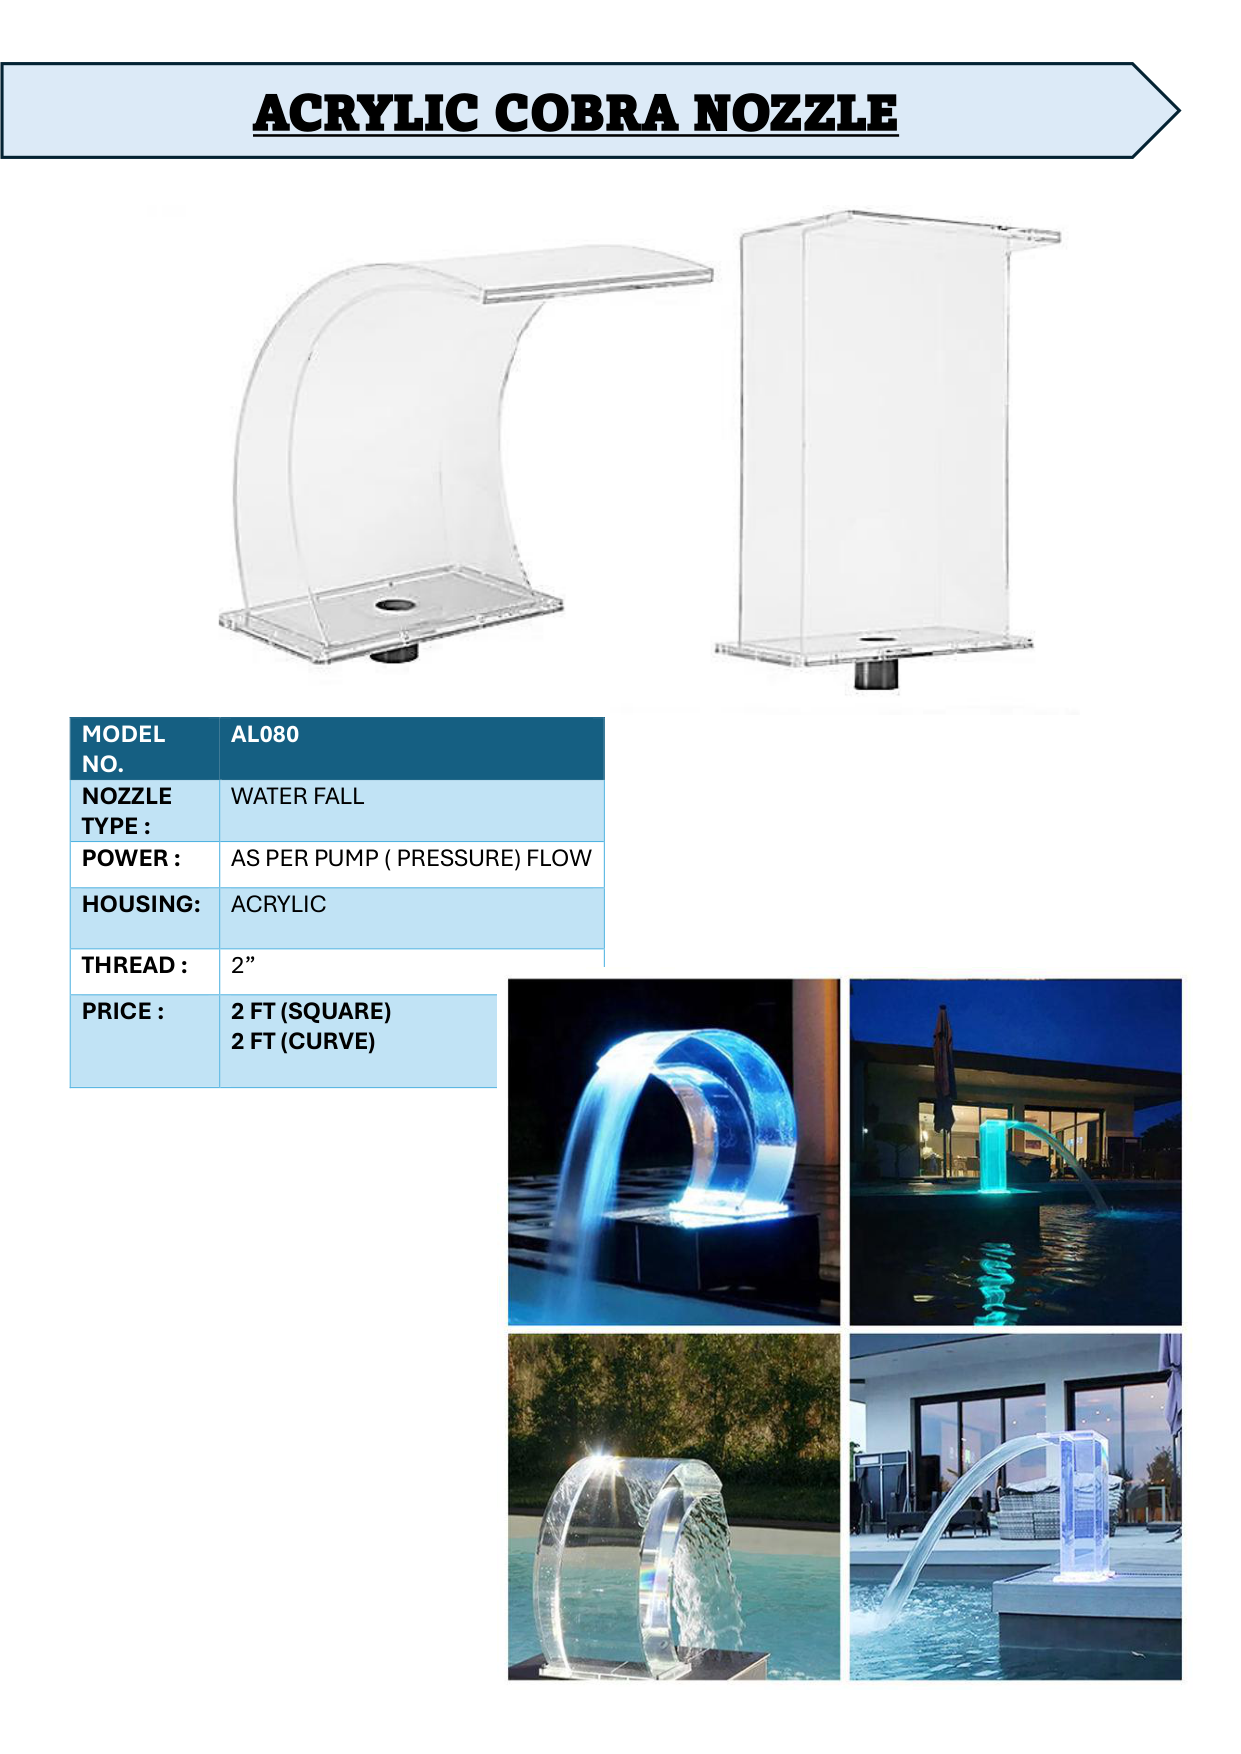 ACRYLIC COBRA NOZZLE
MODEL NO. AL080
NOZZLE TYPE : WATER FALL
POWER : AS PER PUMP ( PRESSURE) FLOW
HOUSING: ACRYLIC
THREAD : 2”
PRICE : 2 FT (SQUARE)
2 FT (CURVE)